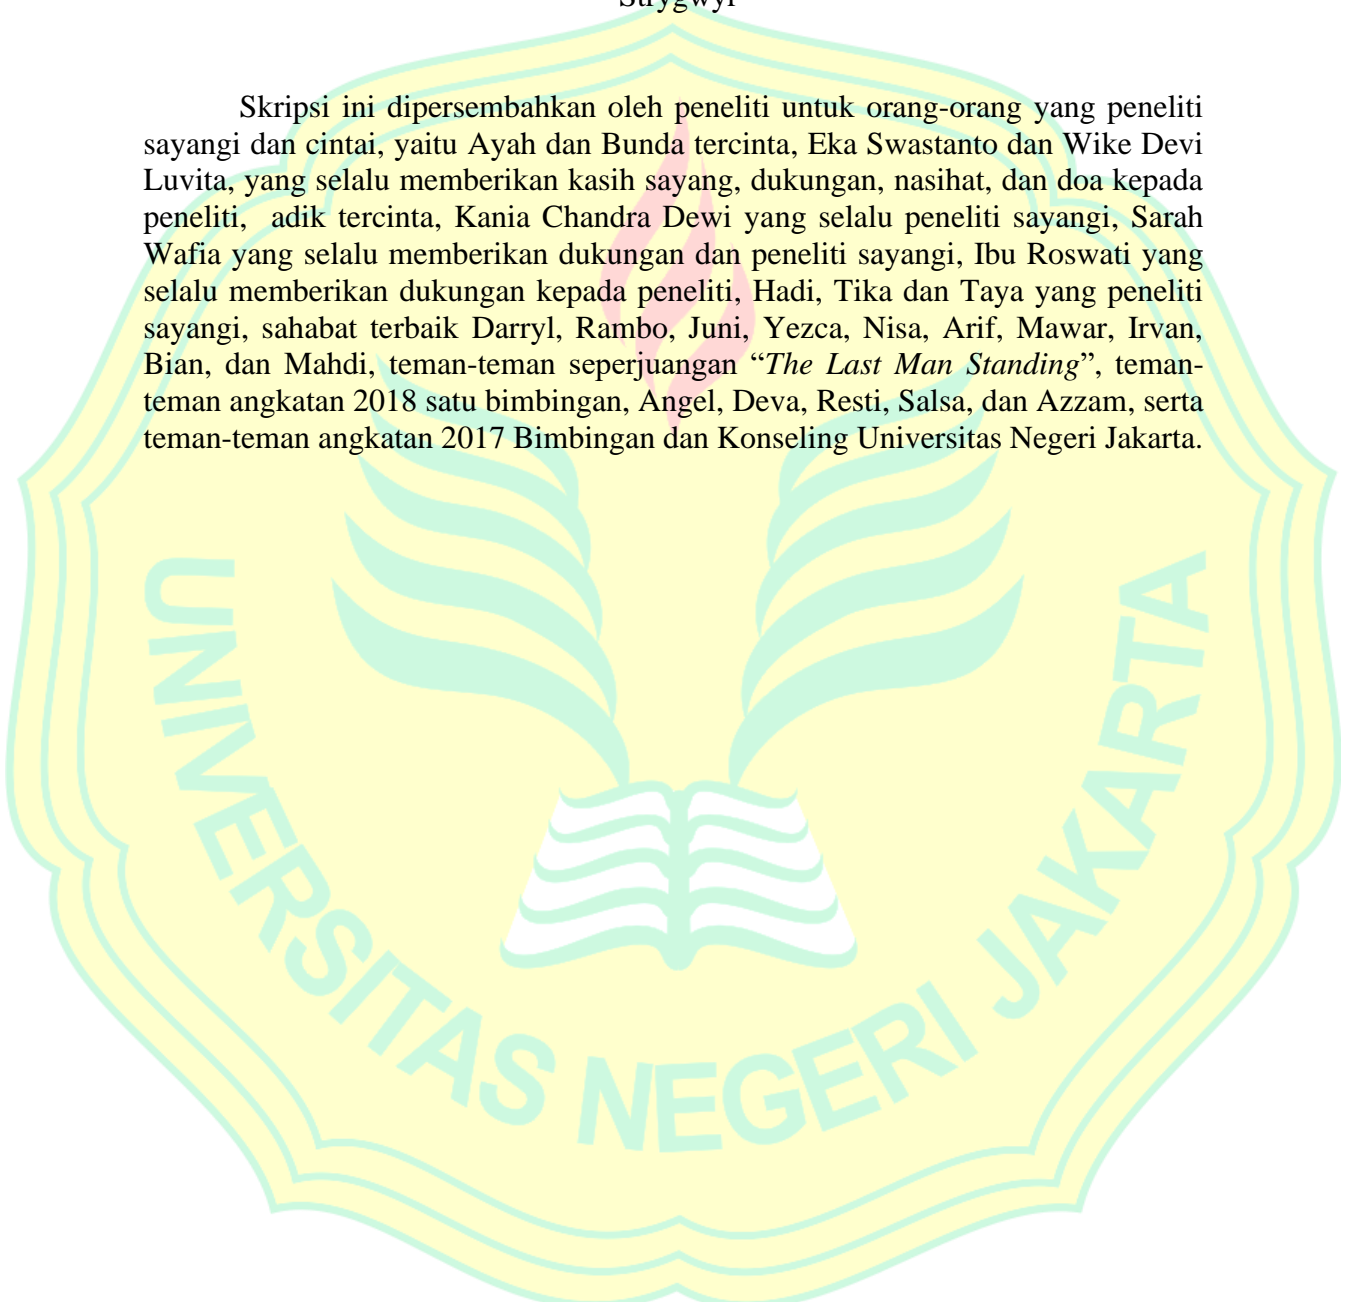 Strygwyr
Skripsi ini dipersembahkan oleh peneliti untuk orang-orang yang peneliti
sayangi dan cintai, yaitu Ayah dan Bunda tercinta, Eka Swastanto dan Wike Devi
Luvita, yang selalu memberikan kasih sayang, dukungan, nasihat, dan doa kepada
peneliti, adik tercinta, Kania Chandra Dewi yang selalu peneliti sayangi, Sarah
Wafia yang selalu memberikan dukungan dan peneliti sayangi, Ibu Roswati yang
selalu memberikan dukungan kepada peneliti, Hadi, Tika dan Taya yang peneliti
sayangi, sahabat terbaik Darryl, Rambo, Juni, Yezca, Nisa, Arif, Mawar, Irvan,
Bian, dan Mahdi, teman-teman seperjuangan “The Last Man Standing”, teman-
teman angkatan 2018 satu bimbingan, Angel, Deva, Resti, Salsa, dan Azzam, serta
teman-teman angkatan 2017 Bimbingan dan Konseling Universitas Negeri Jakarta.
UNIVERSITAS NEGERI JAKARTA